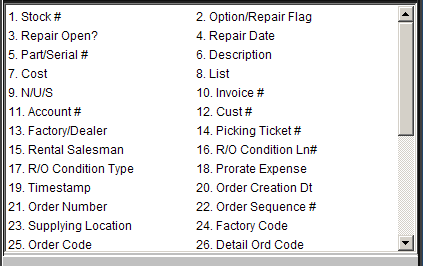 1. Stock # 2. Option/Repair Flag
3. Repair Open? 4. Repair Date
5. Part/Serial # 6. Description
7. Cost 8. List
9. N/U/S 10. Invoice #
11. Account # 12. Cust #
13. Factory/Dealer 14. Picking Ticket #
15. Rental Salesman 16. R/O Condition Ln#
17. R/O Condition Type 18. Prorate Expense
19. Timestamp 20. Order Creation Dt
21. Order Number 22. Order Sequence #
23. Supplying Location 24. Factory Code
25. Order Code 26. Detail Ord Code